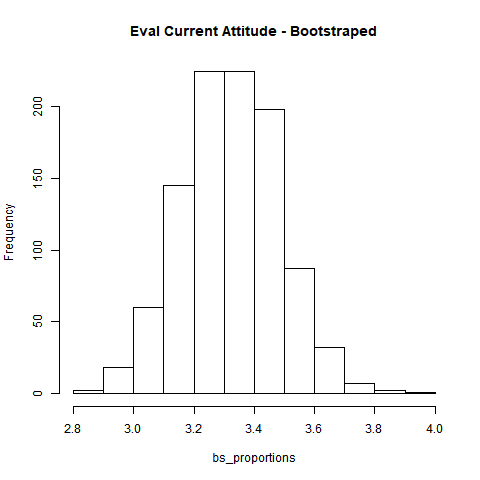 Eval Current Attitude - Bootstraped
Frequency
200
150
100
50
0
2.8 3.0 3.2 3.4 3.6 3.8 4.0
bs_proportions